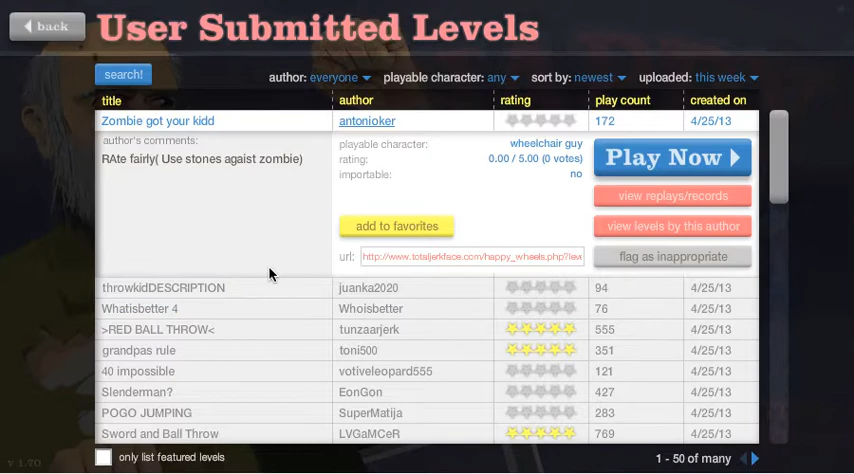 back
User Submitted Levels
search!
author: everyone playable character: any sort by: newest uploaded: this week
title author rating play count created on
Zombie got your kidd antonioker 172 4/25/13
author's comments:
RAte fairly( Use stones agaist zombie)
playable character: wheelchair guy
rating: 0.00 / 5.00 (0 votes)
importable: no
add to favorites
url: http://www.totaljerkface.com/happy_wheels.php?leve
Play Now
view replays/records
view levels by this author
flag as inappropriate
throwkidDESCRIPTION juanka2020 94 4/25/13
Whatisbetter 4 Whoisbetter 76 4/25/13
>RED BALL THROW< tunzaarjerk 555 4/25/13
grandpas rule toni500 351 4/25/13
40 impossible votiveleopard555 121 4/25/13
Slenderman? EonGon 427 4/25/13
POGO JUMPING SuperMatija 283 4/25/13
Sword and Ball Throw LVGaMCeR 769 4/25/13
only list featured levels
1 - 50 of many
v 1.70